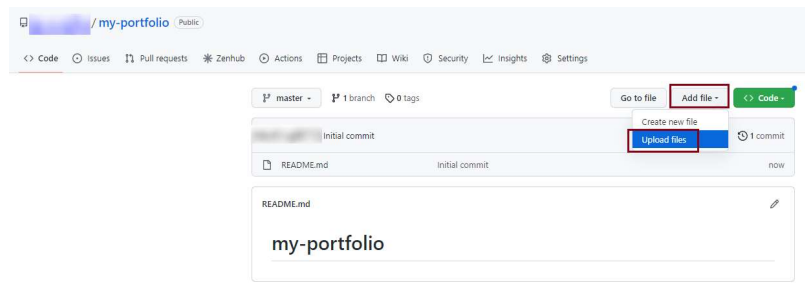 / my-portfolio Public
Code Issues Pull requests Zenhub Actions Projects Wiki Security Insights Settings
master 1 branch 0 tags Go to file Add file Code
Create new file
Initial commit Upload files 1 commit
README.md Initial commit now
README.md
my-portfolio